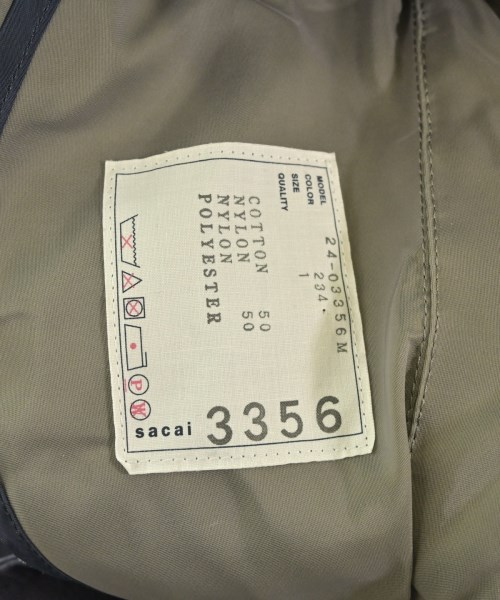 MODEL 24-03356M
COLOR 234·
SIZE 1
QUALITY
COTTON 50
NYLON 50
NYLON
POLYESTER
P
W
sacai 3356